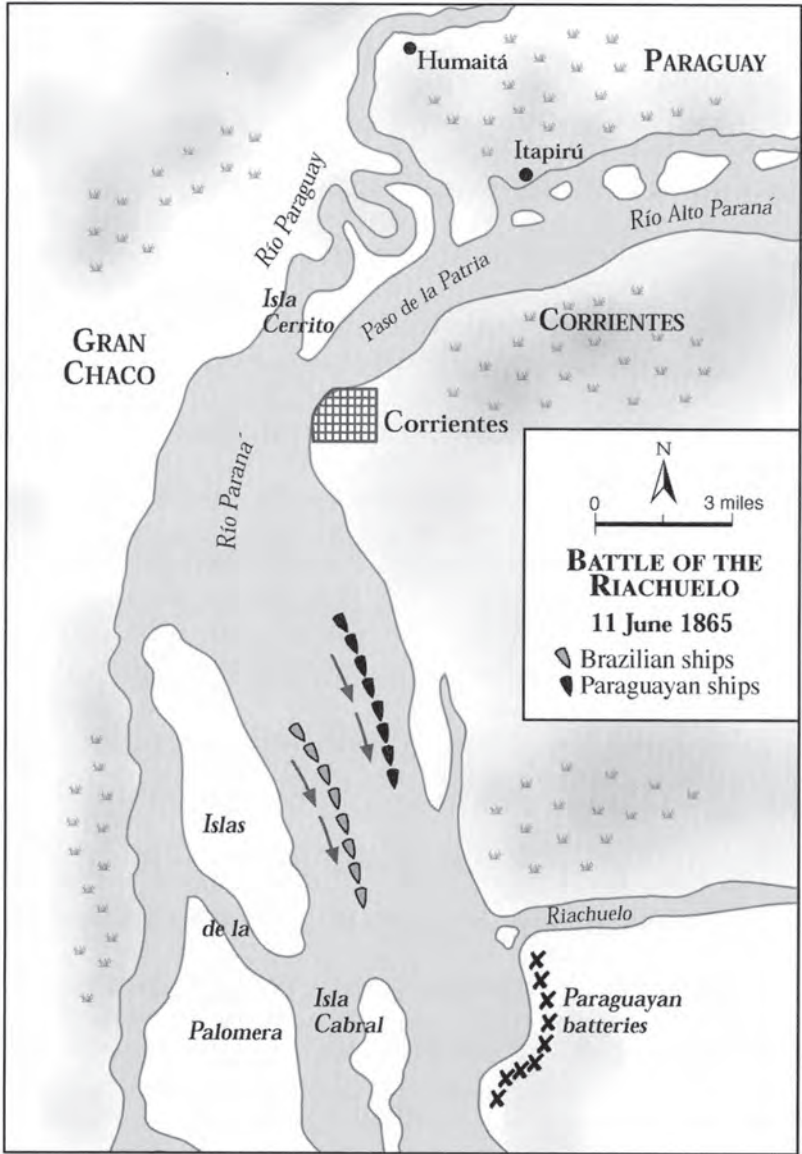 Humaitá
PARAGUAY
Itapirú
Río Paraguay
Río Alto Paraná
Isla
Cerrito
Paso de la Patria
GRAN
CHACO
CORRIENTES
Corrientes
Río Paraná
N
0 3 miles
BATTLE OF THE
RIACHUELO
11 June 1865
Brazilian ships
Paraguayan ships
Islas
de la
Palomera
Isla
Cabral
Riachuelo
Paraguayan
batteries